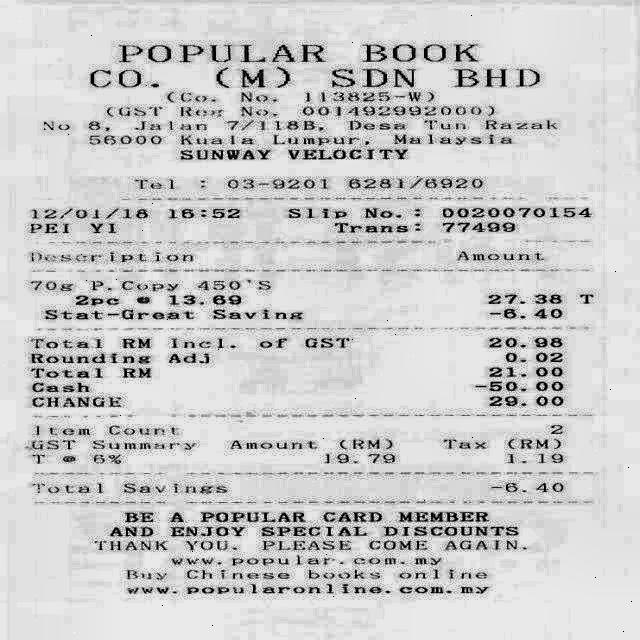 POPULAR BOOK
CO. (M) SDN BHD
(Co. No. 113825-W)
(GST Reg No. 001492992000)
No 8, Jalan 7/118B, Desa Tun Razak
56000 Kuala Lumpur, Malaysia
SUNWAY VELOCITY
Tel : 03-9201 6281/6920
12/01/18 16:52 Slip No.: 0020070154
PEI YI Trans: 77499
Description Amount
70g P.Copy 450'S
2pc @ 13.69 27.38 T
Stat-Great Saving -6.40
Total RM Incl. of GST 20.98
Rounding Adj 0.02
Total RM 21.00
Cash -50.00
CHANGE 29.00
Item Count 2
GST Summary Amount (RM) Tax (RM)
T @ 6% 19.79 1.19
Total Savings -6.40
BE A POPULAR CARD MEMBER
AND ENJOY SPECIAL DISCOUNTS
THANK YOU. PLEASE COME AGAIN.
www.popular.com.my
Buy Chinese books online
www.popularonline.com.my